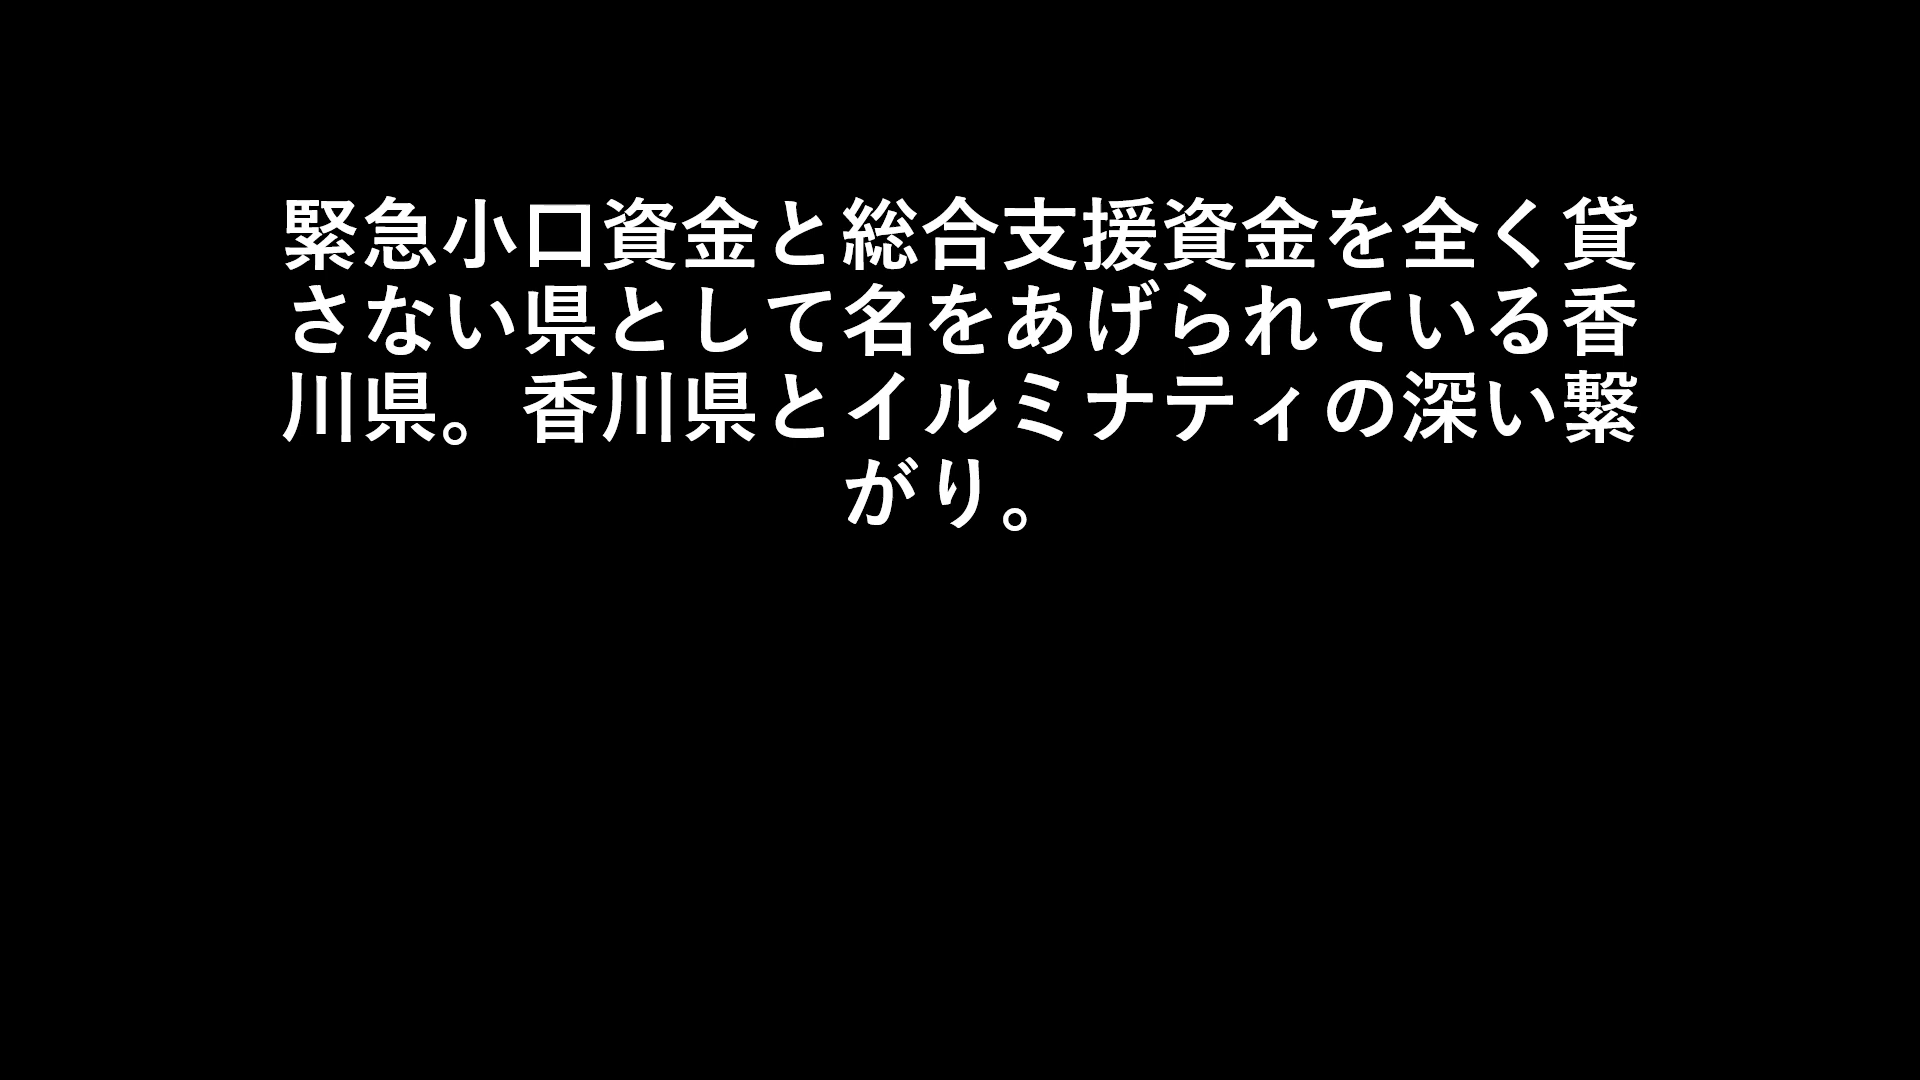 緊急小口資金と総合支援資金を全く貸
さない県として名をあげられている香
川県。香川県とイルミナティの深い繋
がり。